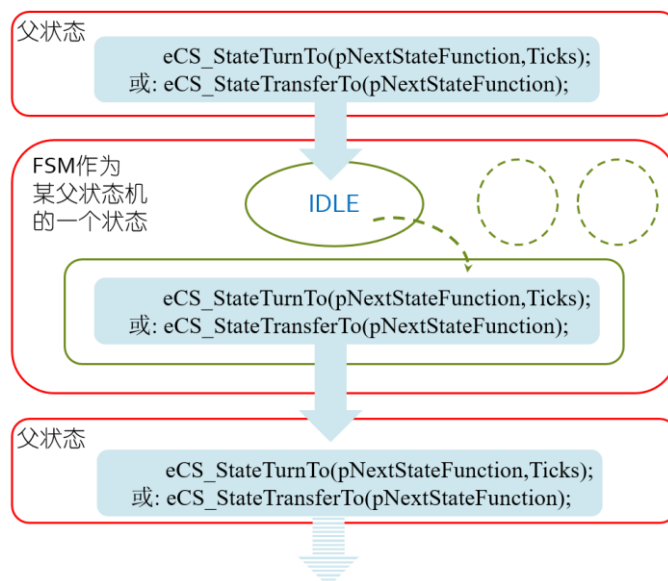 父状态
eCS_StateTurnTo(pNextStateFunction,Ticks);
或: eCS_StateTransferTo(pNextStateFunction);
FSM作为
某父状态机
的一个状态
IDLE
eCS_StateTurnTo(pNextStateFunction,Ticks);
或: eCS_StateTransferTo(pNextStateFunction);
父状态
eCS_StateTurnTo(pNextStateFunction,Ticks);
或: eCS_StateTransferTo(pNextStateFunction);